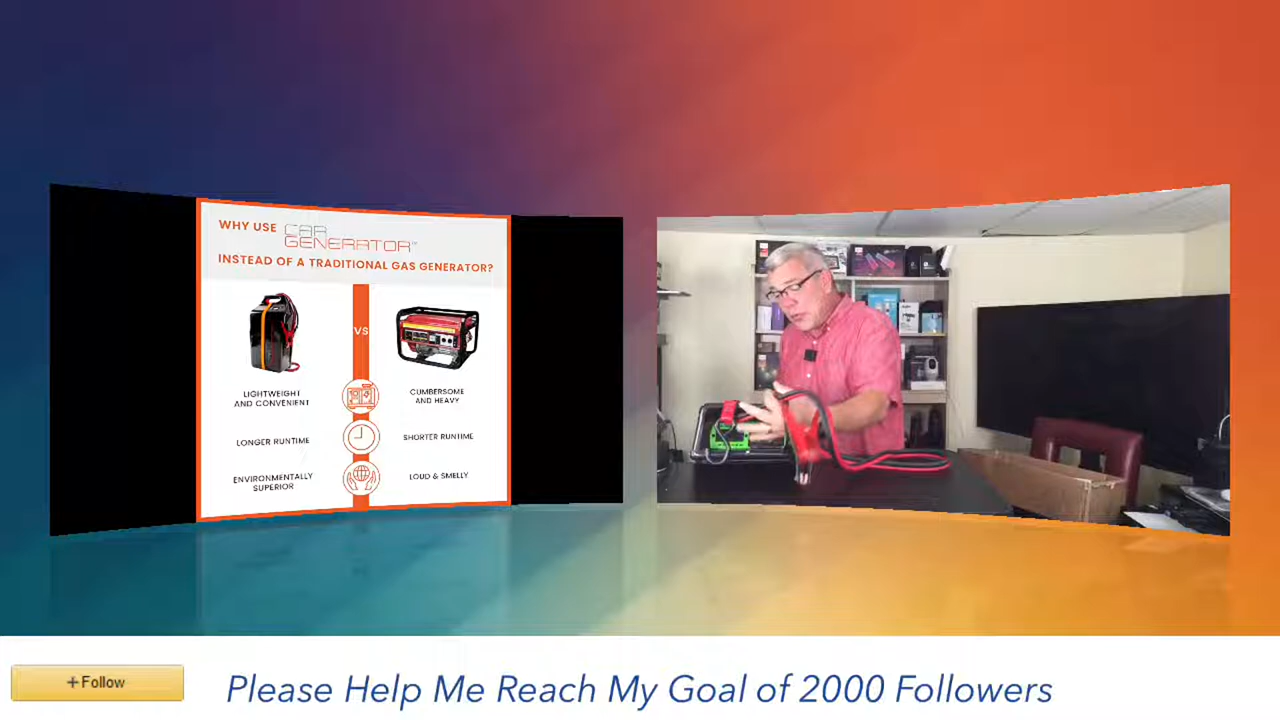 WHY USE CAR GENERATOR™
INSTEAD OF A TRADITIONAL GAS GENERATOR?
VS
LIGHTWEIGHT
AND CONVENIENT
CUMBERSOME
AND HEAVY
LONGER RUNTIME
SHORTER RUNTIME
ENVIRONMENTALLY
SUPERIOR
LOUD & SMELLY
+Follow
Please Help Me Reach My Goal of 2000 Followers